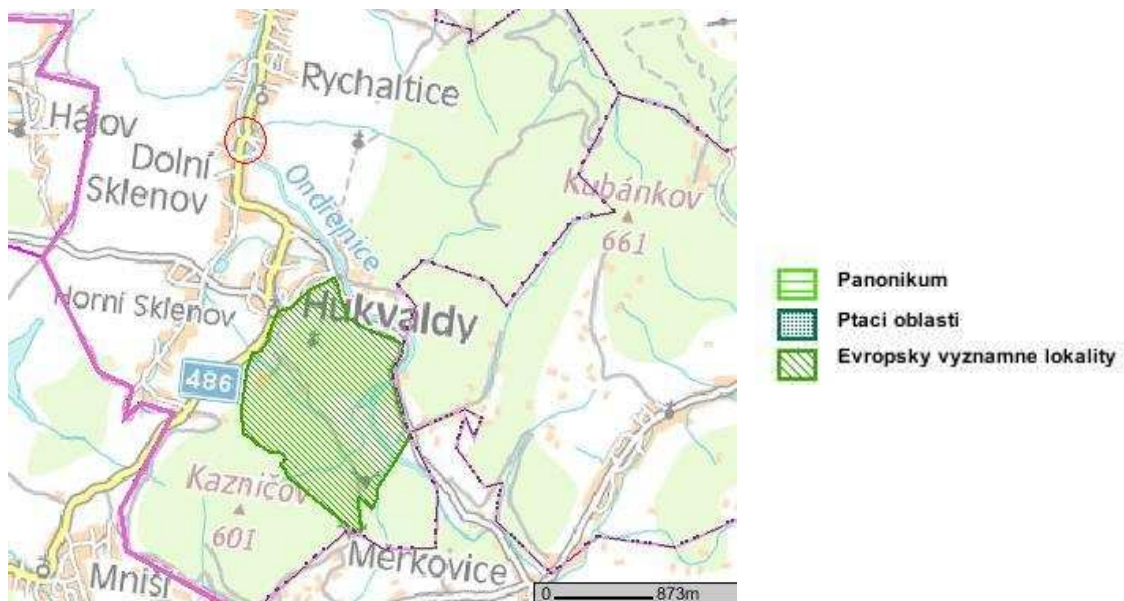 Rychaltice
Hájov
Dolní
Sklenov
Ondřejnice
Kubánkov
661
Horní Sklenov
Hukvaldy
486
Kazničov
601
Mniší
Měrkovice
0 873m
Panonikum
Ptaci oblasti
Evropsky vyznamne lokality